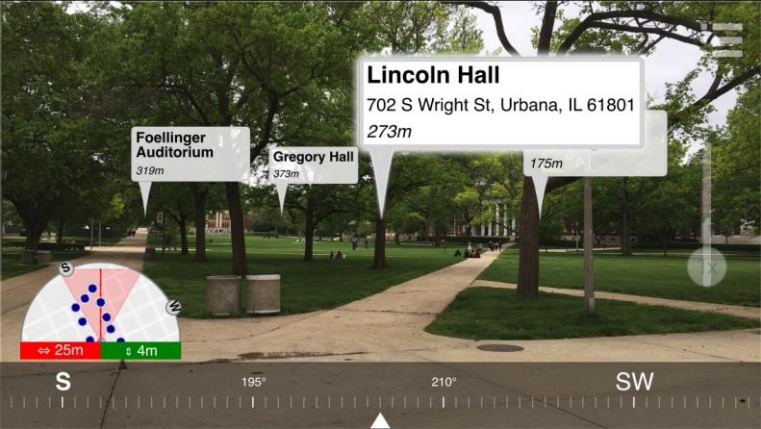 Lincoln Hall
702 S Wright St, Urbana, IL 61801
273m
Foellinger
Auditorium
319m
Gregory Hall
373m
175m
S
W
⇔ 25m
⇕ 4m
S
195°
210°
SW
x